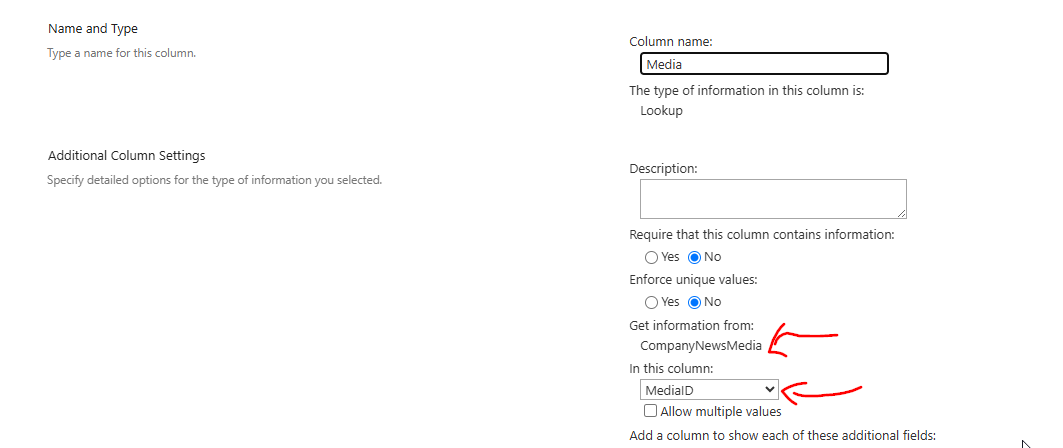 Name and Type
Type a name for this column.
Column name:
Media
The type of information in this column is:
Lookup
Additional Column Settings
Specify detailed options for the type of information you selected.
Description:
Require that this column contains information:
Yes No
Enforce unique values:
Yes No
Get information from:
CompanyNewsMedia
In this column:
MediaID
Allow multiple values
Add a column to show each of these additional fields: